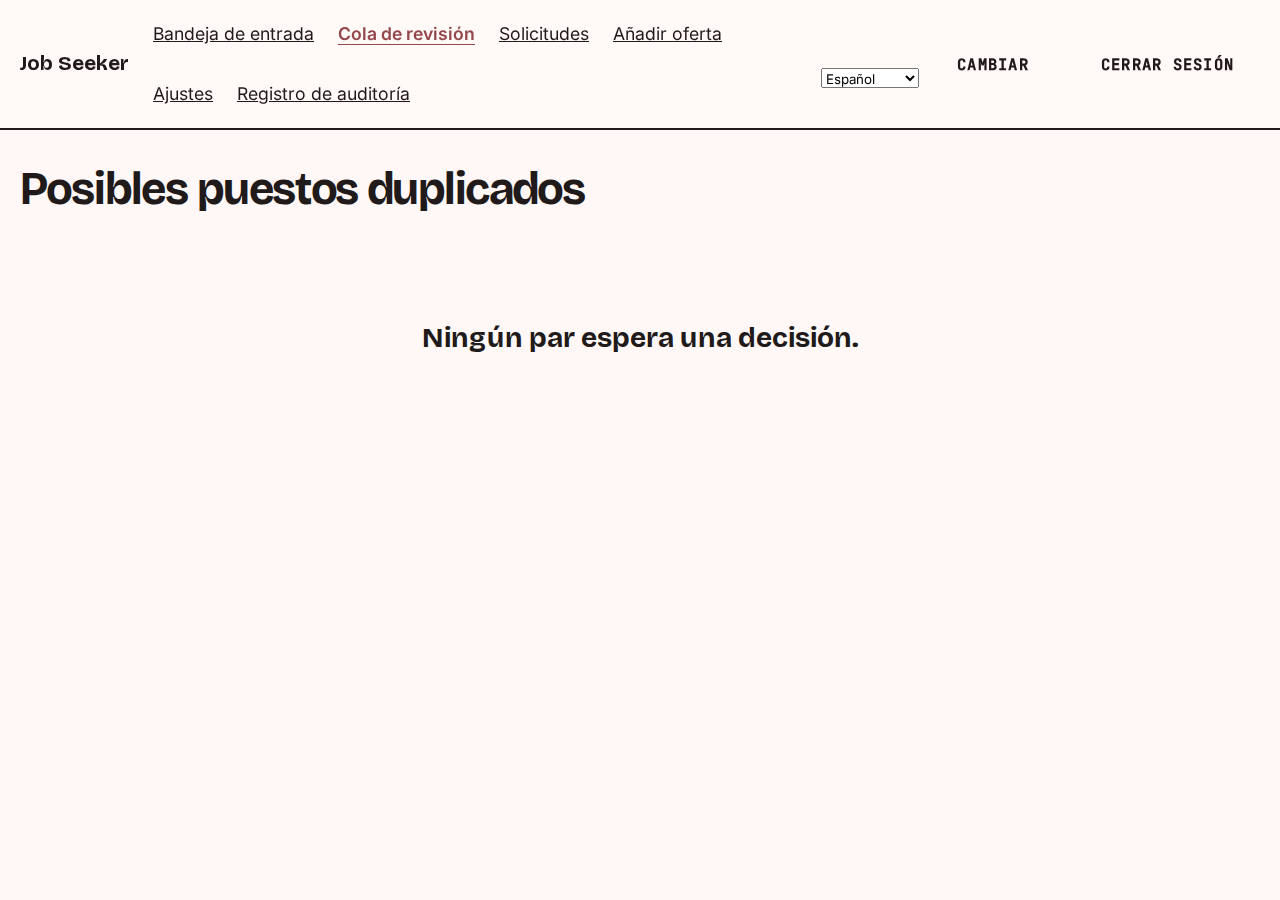 Job Seeker
Bandeja de entrada Cola de revisión Solicitudes Añadir oferta
Ajustes Registro de auditoría
Español
CAMBIAR
CERRAR SESIÓN
Posibles puestos duplicados
Ningún par espera una decisión.